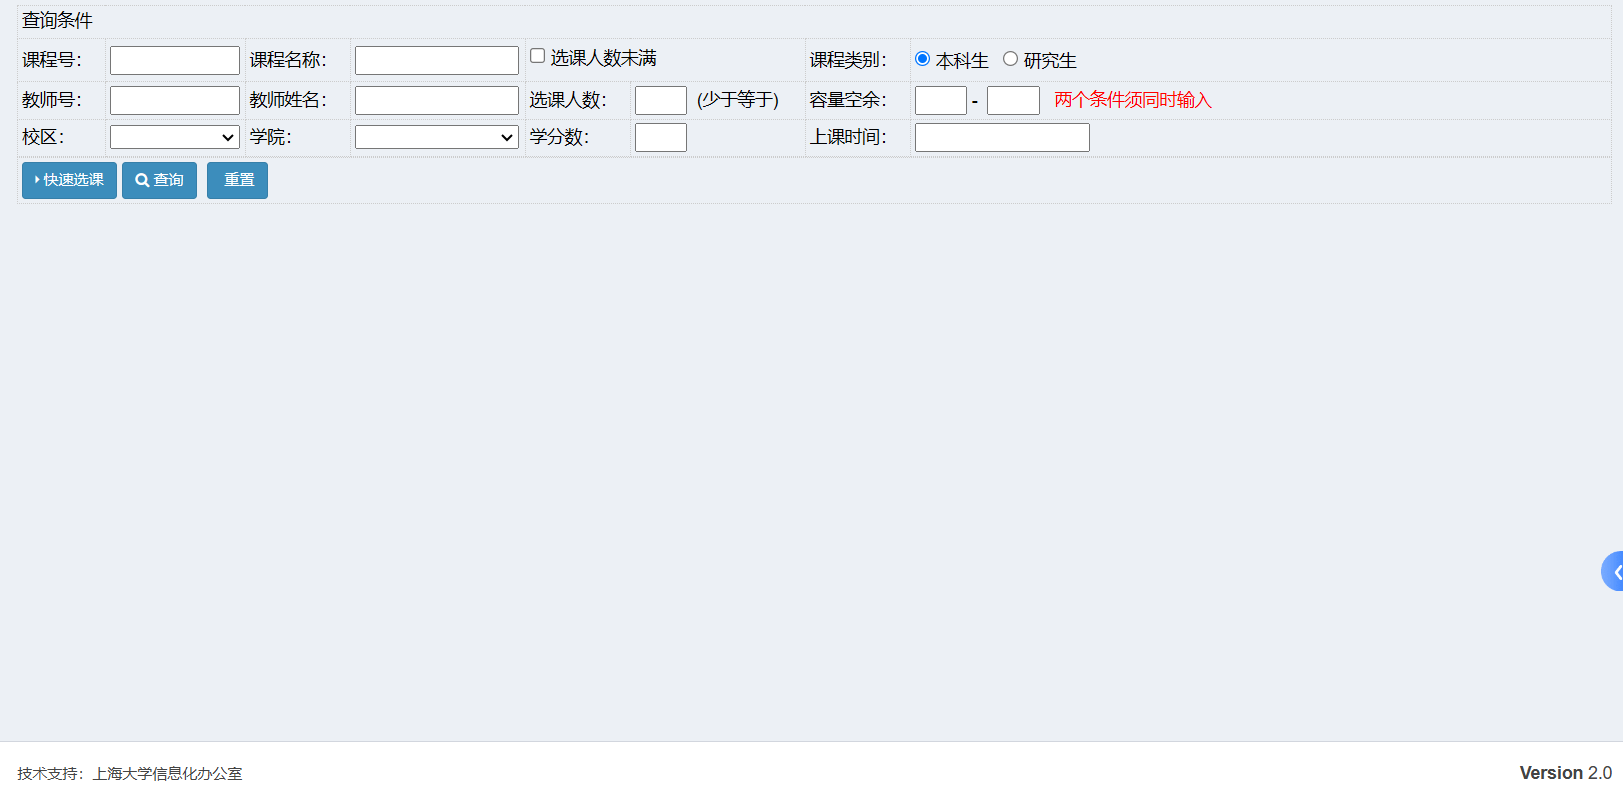 查询条件
课程号： 课程名称： 选课人数未满 课程类别： 本科生 研究生
教师号： 教师姓名： 选课人数： (少于等于) 容量空余： - 两个条件须同时输入
校区： 学院： 学分数： 上课时间：
快速选课 查询 重置
技术支持：上海大学信息化办公室 Version 2.0